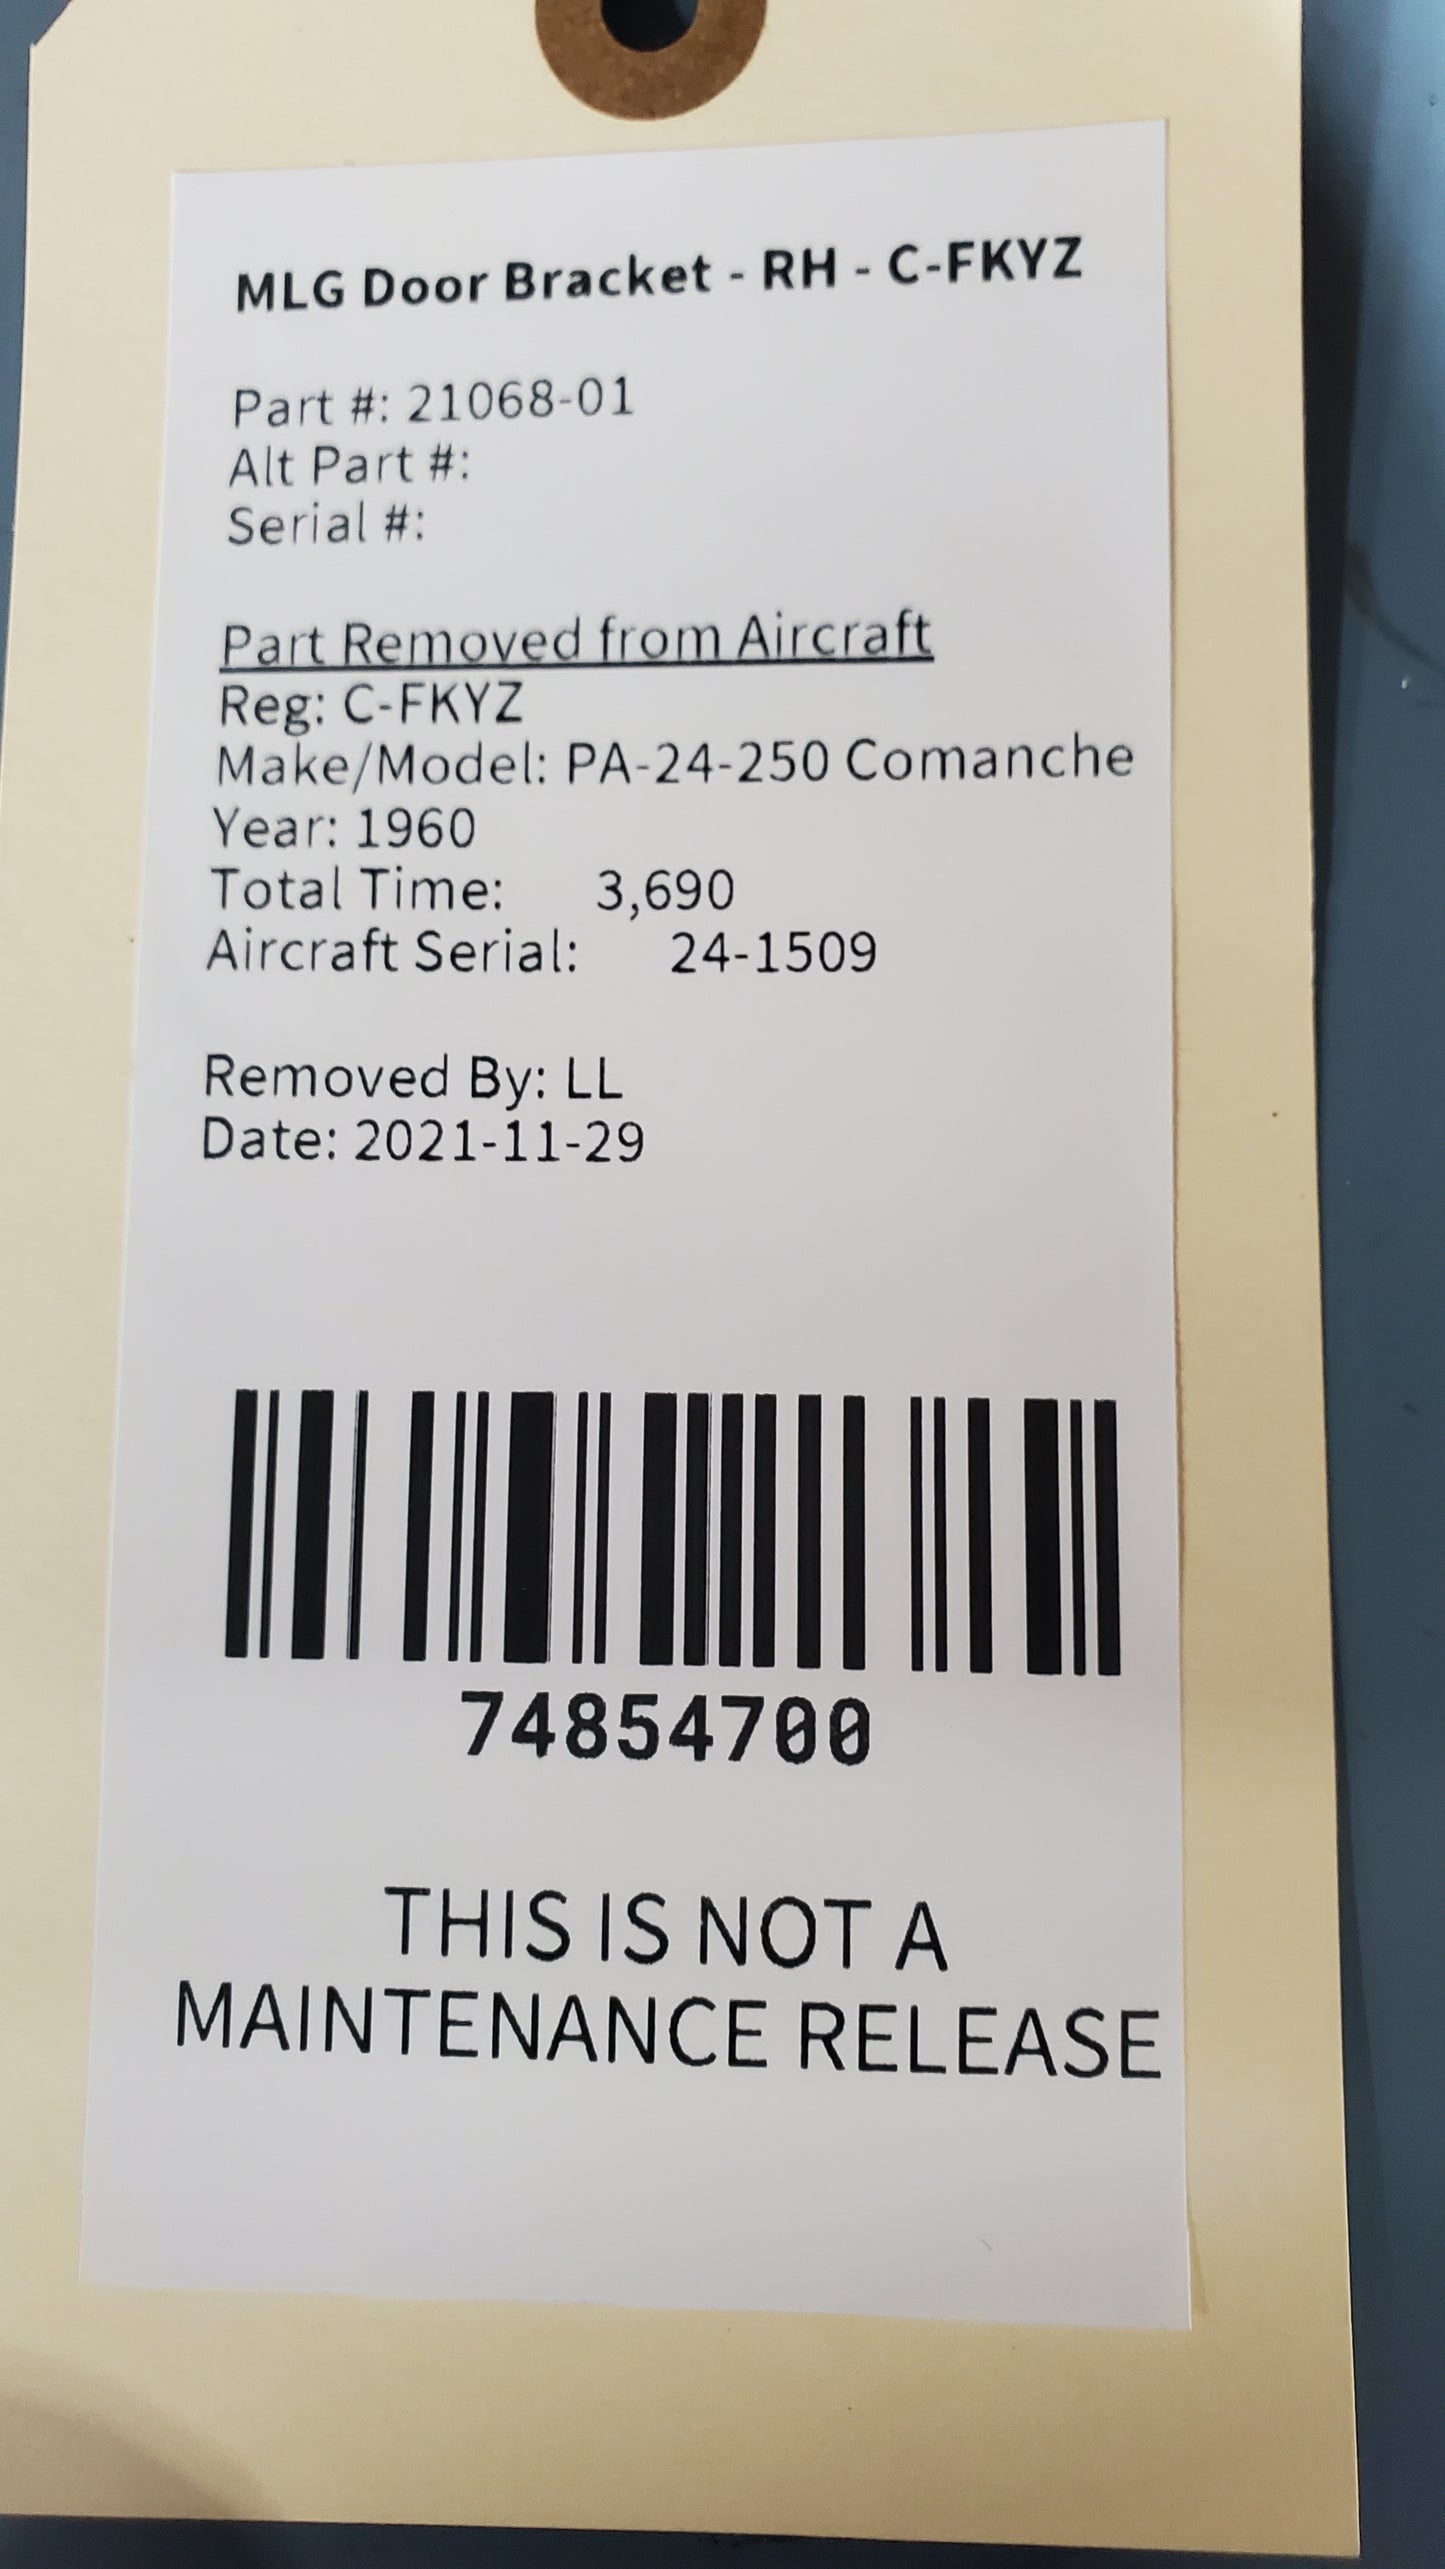 MLG Door Bracket - RH - C-FKYZ
Part #: 21068-01
Alt Part #:
Serial #:
Part Removed from Aircraft
Reg: C-FKYZ
Make/Model: PA-24-250 Comanche
Year: 1960
Total Time: 3,690
Aircraft Serial: 24-1509
Removed By: LL
Date: 2021-11-29
74854700
THIS IS NOT A
MAINTENANCE RELEASE